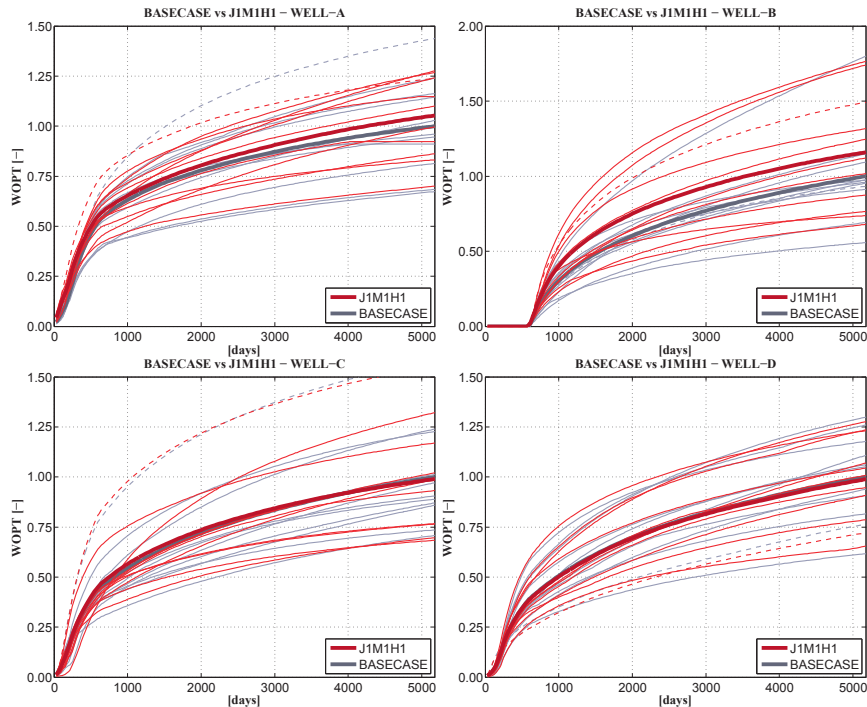 BASECASE vs J1M1H1 − WELL−A
1.50
1.25
1.00
0.75
0.50
0.25
0.00
WOPT [−]
0 1000 2000 3000 4000 5000
[days]
J1M1H1
BASECASE
BASECASE vs J1M1H1 − WELL−B
2.00
1.50
1.00
0.50
0.00
WOPT [−]
0 1000 2000 3000 4000 5000
[days]
J1M1H1
BASECASE
BASECASE vs J1M1H1 − WELL−C
1.50
1.25
1.00
0.75
0.50
0.25
0.00
WOPT [−]
0 1000 2000 3000 4000 5000
[days]
J1M1H1
BASECASE
BASECASE vs J1M1H1 − WELL−D
1.50
1.25
1.00
0.75
0.50
0.25
0.00
WOPT [−]
0 1000 2000 3000 4000 5000
[days]
J1M1H1
BASECASE